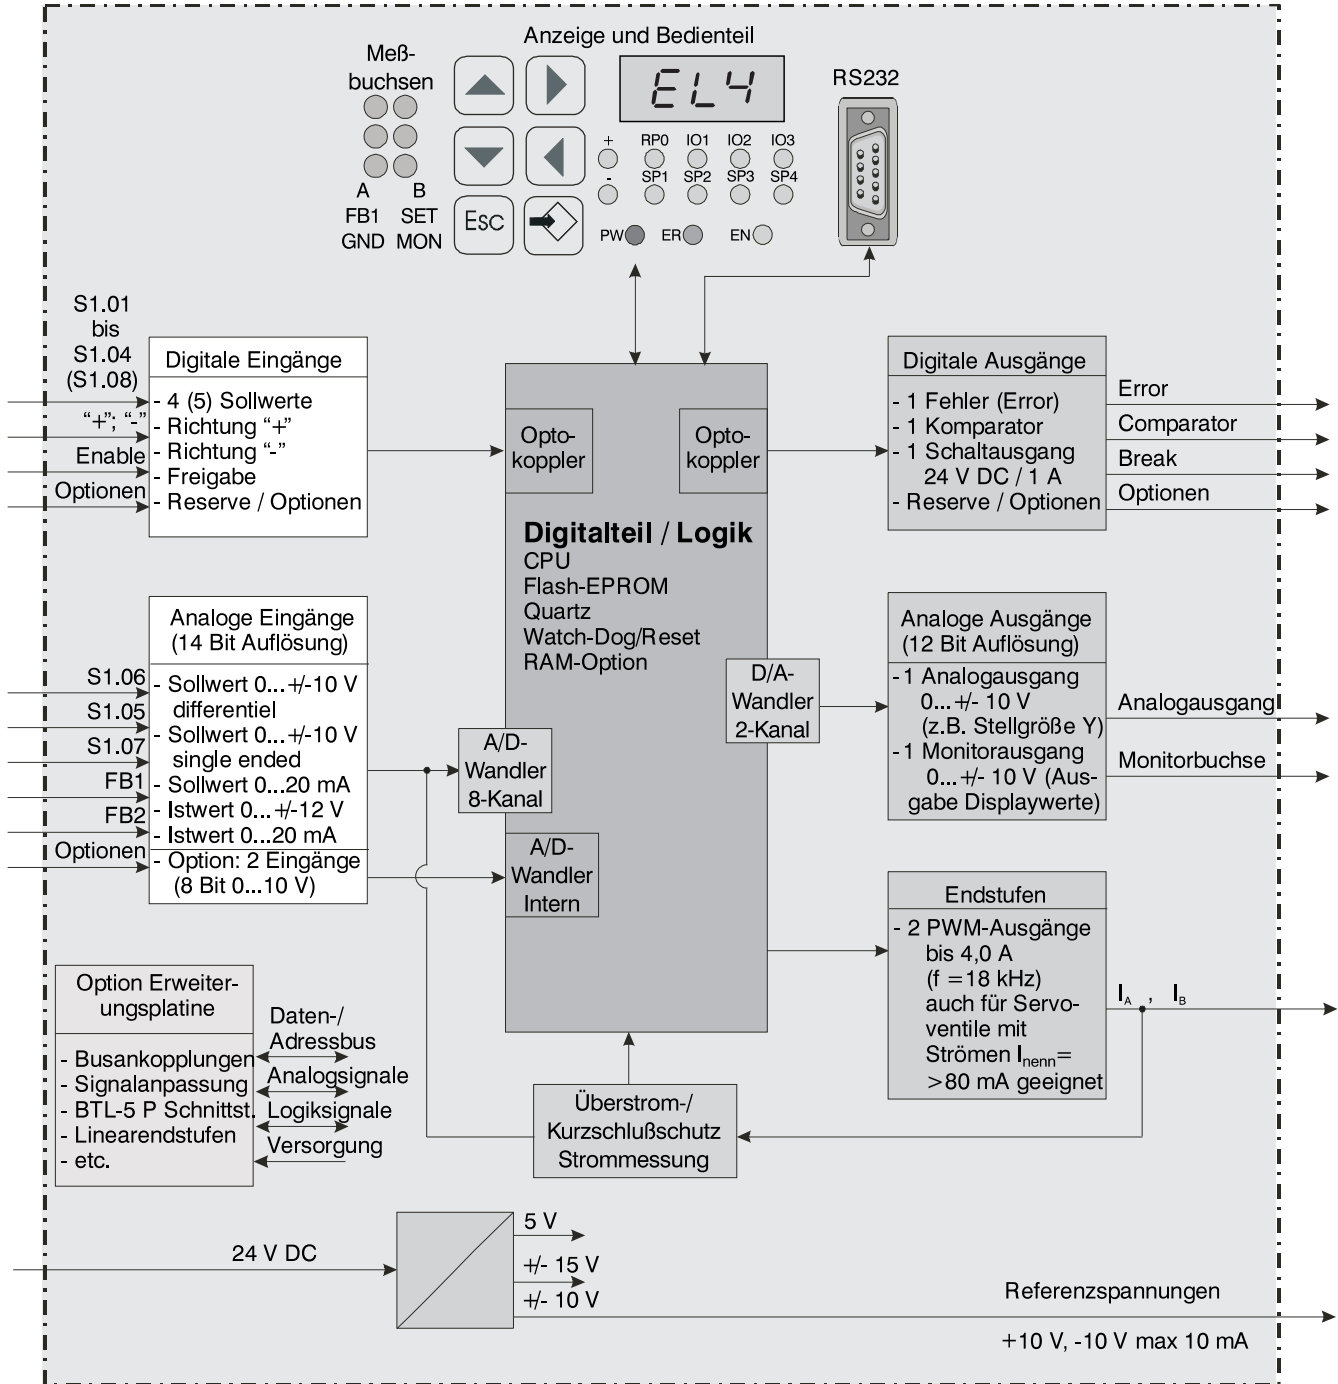 Anzeige und Bedienteil
Meß-
buchsen
A B
FB1 SET
GND MON
Esc
EL4
+ RP0 IO1 IO2 IO3
- SP1 SP2 SP3 SP4
PW ER EN
RS232
S1.01
bis
S1.04
(S1.08)
“+”; “-”
Enable
Optionen
Digitale Eingänge
- 4 (5) Sollwerte
- Richtung “+”
- Richtung “-”
- Freigabe
- Reserve / Optionen
Opto-
koppler
Opto-
koppler
Digitalteil / Logik
CPU
Flash-EPROM
Quartz
Watch-Dog/Reset
RAM-Option
Digitale Ausgänge
- 1 Fehler (Error)
- 1 Komparator
- 1 Schaltausgang
24 V DC / 1 A
- Reserve / Optionen
Error
Comparator
Break
Optionen
S1.06
S1.05
S1.07
FB1
FB2
Optionen
Analoge Eingänge
(14 Bit Auflösung)
- Sollwert 0...+/-10 V
differentiel
- Sollwert 0...+/-10 V
single ended
- Sollwert 0...20 mA
- Istwert 0...+/-12 V
- Istwert 0...20 mA
- Option: 2 Eingänge
(8 Bit 0...10 V)
A/D-
Wandler
8-Kanal
A/D-
Wandler
Intern
D/A-
Wandler
2-Kanal
Analoge Ausgänge
(12 Bit Auflösung)
-1 Analogausgang
0...+/- 10 V
(z.B. Stellgröße Y)
-1 Monitorausgang
0...+/- 10 V (Aus-
gabe Displaywerte)
Analogausgang
Monitorbuchse
Endstufen
- 2 PWM-Ausgänge
bis 4,0 A
(f =18 kHz)
auch für Servo-
ventile mit
Strömen Inenn=
>80 mA geeignet
IA , IB
Option Erweiter-
ungsplatine
- Busankopplungen
- Signalanpassung
- BTL-5 P Schnittst.
- Linearendstufen
- etc.
Daten-/
Adressbus
Analogsignale
Logiksignale
Versorgung
Überstrom-/
Kurzschlußschutz
Strommessung
24 V DC
5 V
+/- 15 V
+/- 10 V
Referenzspannungen
+10 V, -10 V max 10 mA